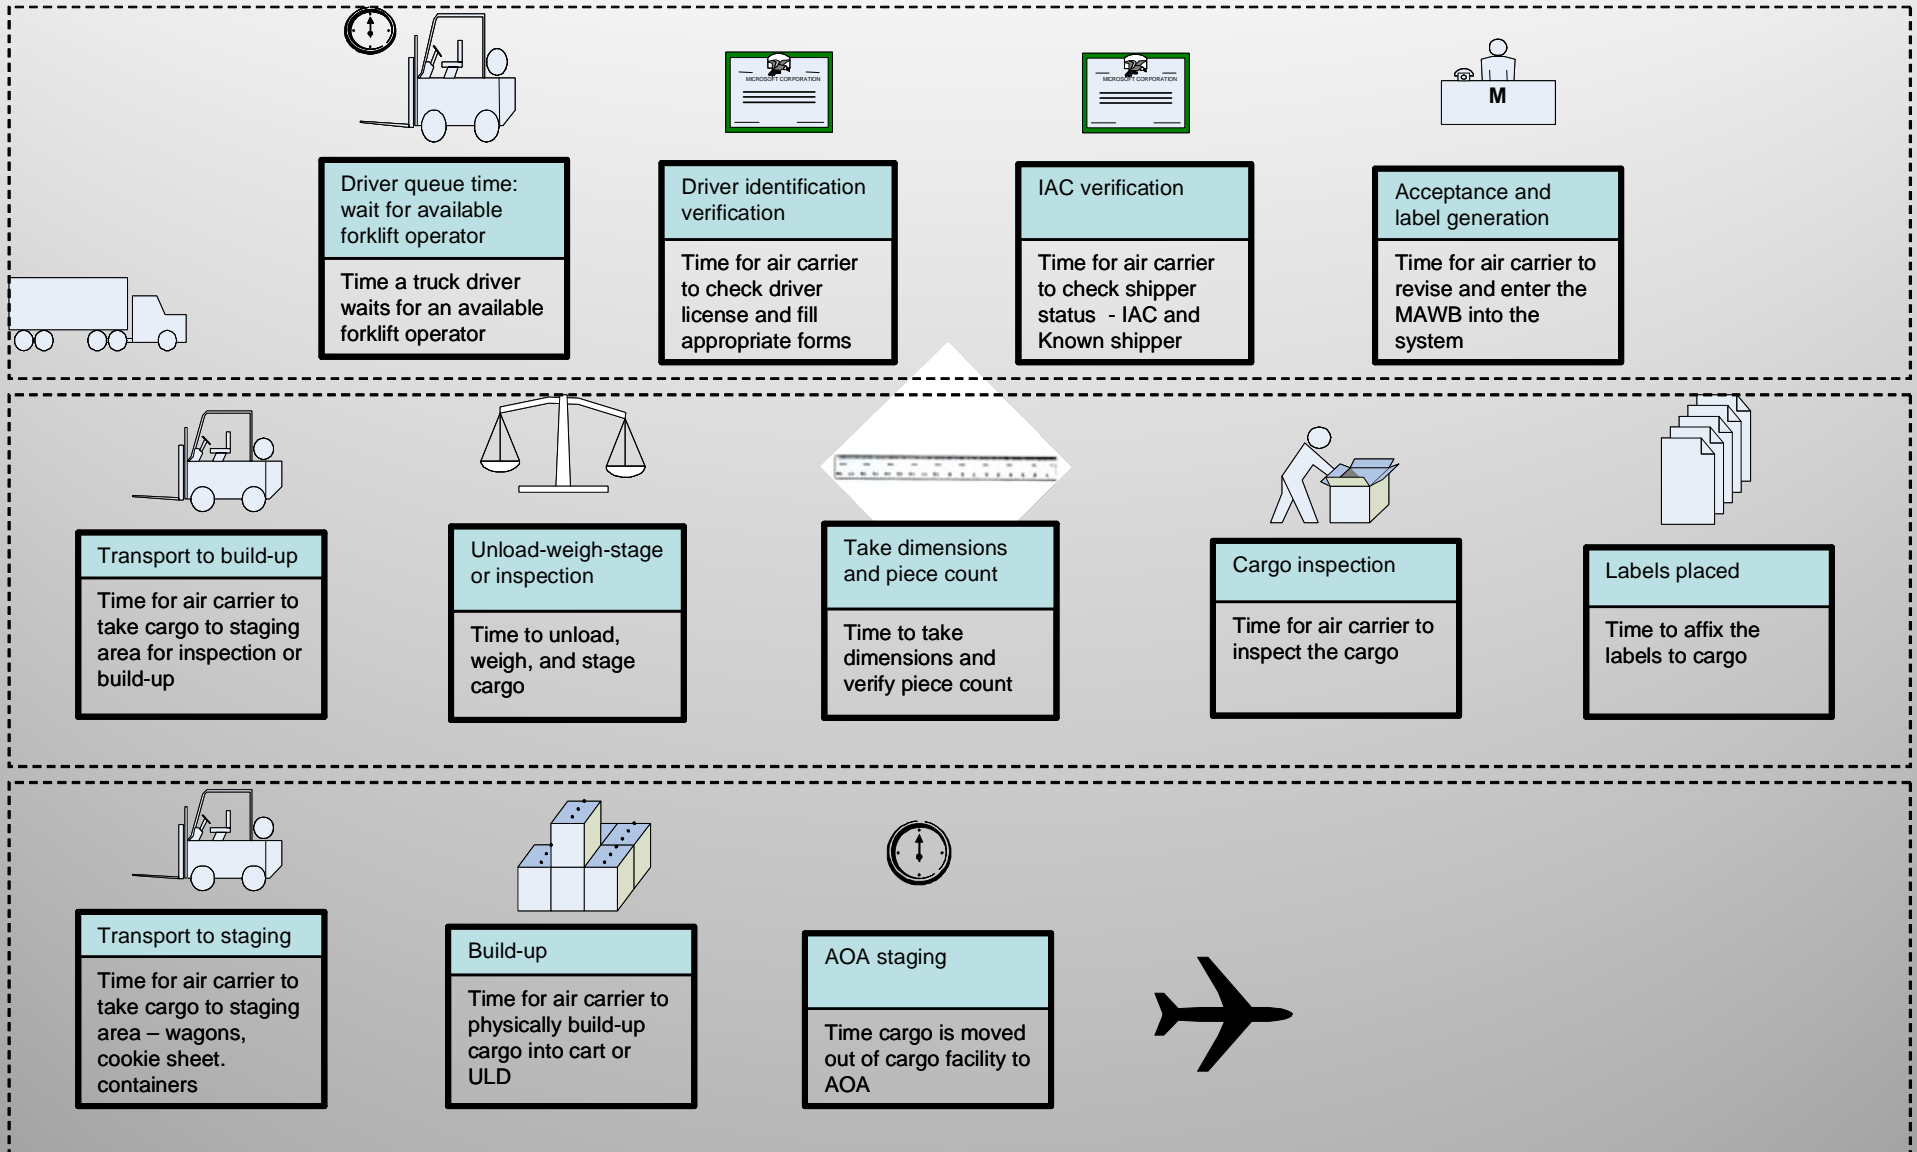 MICROSOFT CORPORATION
MICROSOFT CORPORATION
M
Driver queue time:
wait for available
forklift operator
Time a truck driver
waits for an available
forklift operator
Driver identification
verification
Time for air carrier
to check driver
license and fill
appropriate forms
IAC verification
Time for air carrier
to check shipper
status - IAC and
Known shipper
Acceptance and
label generation
Time for air carrier to
revise and enter the
MAWB into the
system
Transport to build-up
Time for air carrier to
take cargo to staging
area for inspection or
build-up
Unload-weigh-stage
or inspection
Time to unload,
weigh, and stage
cargo
Take dimensions
and piece count
Time to take
dimensions and
verify piece count
Cargo inspection
Time for air carrier to
inspect the cargo
Labels placed
Time to affix the
labels to cargo
Transport to staging
Time for air carrier to
take cargo to staging
area – wagons,
cookie sheet.
containers
Build-up
Time for air carrier to
physically build-up
cargo into cart or
ULD
AOA staging
Time cargo is moved
out of cargo facility to
AOA